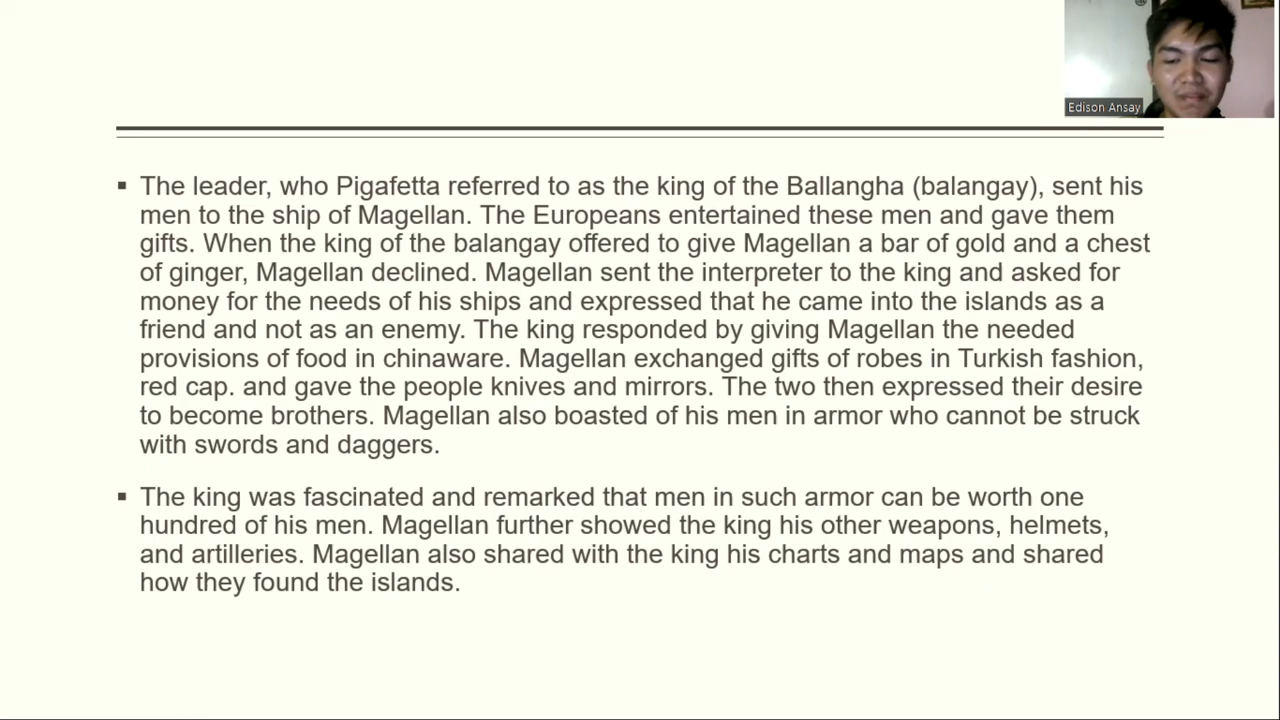 Edison Ansay
The leader, who Pigafetta referred to as the king of the Ballangha (balangay), sent his
men to the ship of Magellan. The Europeans entertained these men and gave them
gifts. When the king of the balangay offered to give Magellan a bar of gold and a chest
of ginger, Magellan declined. Magellan sent the interpreter to the king and asked for
money for the needs of his ships and expressed that he came into the islands as a
friend and not as an enemy. The king responded by giving Magellan the needed
provisions of food in chinaware. Magellan exchanged gifts of robes in Turkish fashion,
red cap. and gave the people knives and mirrors. The two then expressed their desire
to become brothers. Magellan also boasted of his men in armor who cannot be struck
with swords and daggers.
The king was fascinated and remarked that men in such armor can be worth one
hundred of his men. Magellan further showed the king his other weapons, helmets,
and artilleries. Magellan also shared with the king his charts and maps and shared
how they found the islands.